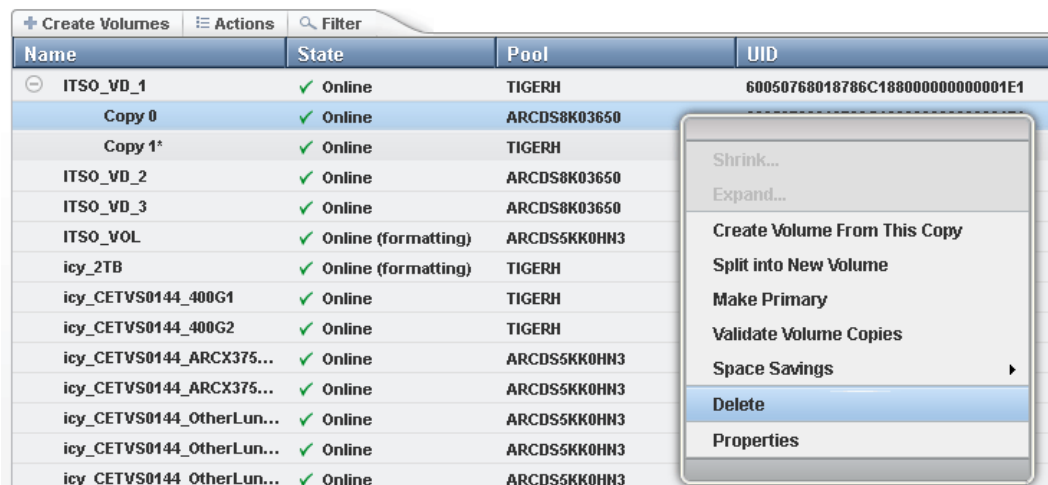 Create Volumes Actions Filter
Name State Pool UID
ITSO_VD_1 Online TIGERH 60050768018786C188000000000001E1
Copy 0 Online ARCDS8K03650
Copy 1* Online TIGERH
ITSO_VD_2 Online ARCDS8K03650
ITSO_VD_3 Online ARCDS8K03650
ITSO_VOL Online (formatting) ARCDS5KK0HN3
icy_2TB Online (formatting) TIGERH
icy_CETVS0144_400G1 Online TIGERH
icy_CETVS0144_400G2 Online TIGERH
icy_CETVS0144_ARCX375... Online ARCDS5KK0HN3
icy_CETVS0144_ARCX375... Online ARCDS5KK0HN3
icy_CETVS0144_OtherLun... Online ARCDS5KK0HN3
icy_CETVS0144_OtherLun... Online ARCDS5KK0HN3
icy_CETVS0144_OtherLun... Online ARCDS5KK0HN3
Shrink...
Expand...
Create Volume From This Copy
Split into New Volume
Make Primary
Validate Volume Copies
Space Savings
Delete
Properties